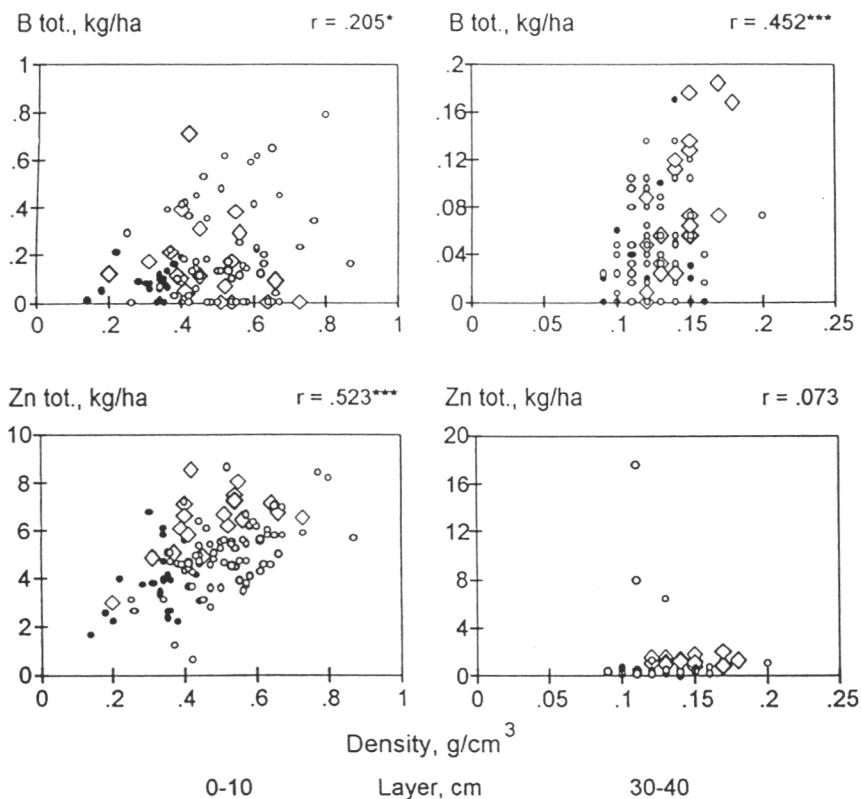 B tot., kg/ha r = .205* B tot., kg/ha r = .452***
1 .2
.8 .16
.6 .12
.4 .08
.2 .04
0 0
0 .2 .4 .6 .8 1 0 .05 .1 .15 .2 .25
Zn tot., kg/ha r = .523*** Zn tot., kg/ha r = .073
10 20
8 16
6 12
4 8
2 4
0 0
0 .2 .4 .6 .8 1 0 .05 .1 .15 .2 .25
Density, g/cm³
0-10 Layer, cm 30-40